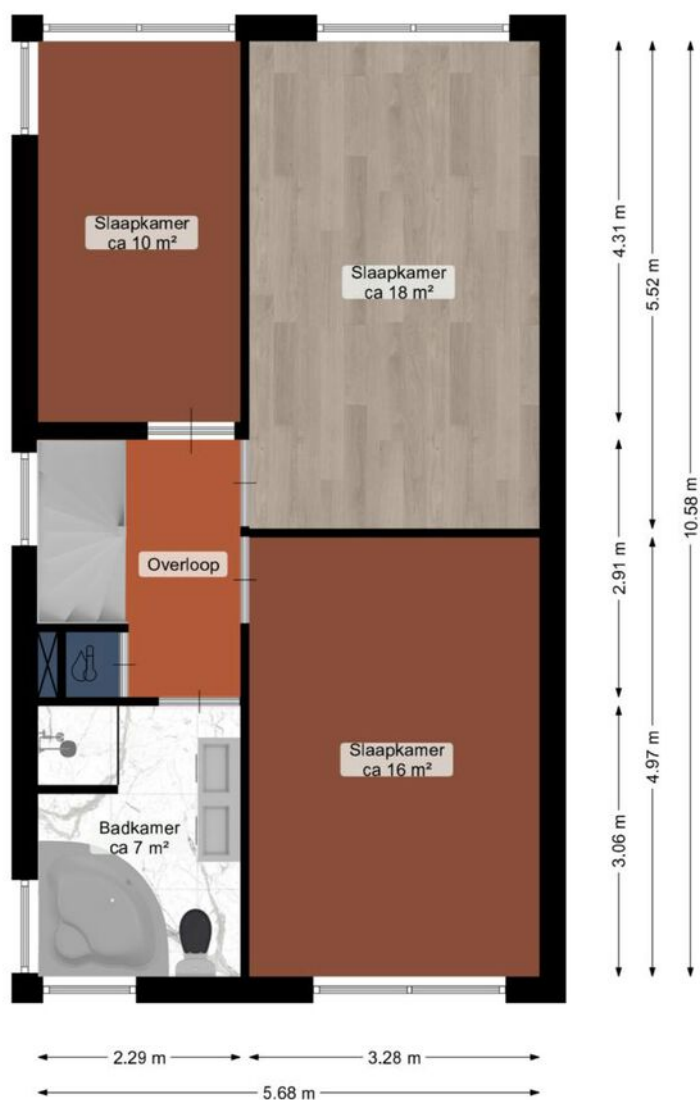 Slaapkamer
ca 10 m²
Slaapkamer
ca 18 m²
Overloop
Slaapkamer
ca 16 m²
Badkamer
ca 7 m²
4.31 m
5.52 m
10.58 m
2.91 m
4.97 m
3.06 m
2.29 m
3.28 m
5.68 m